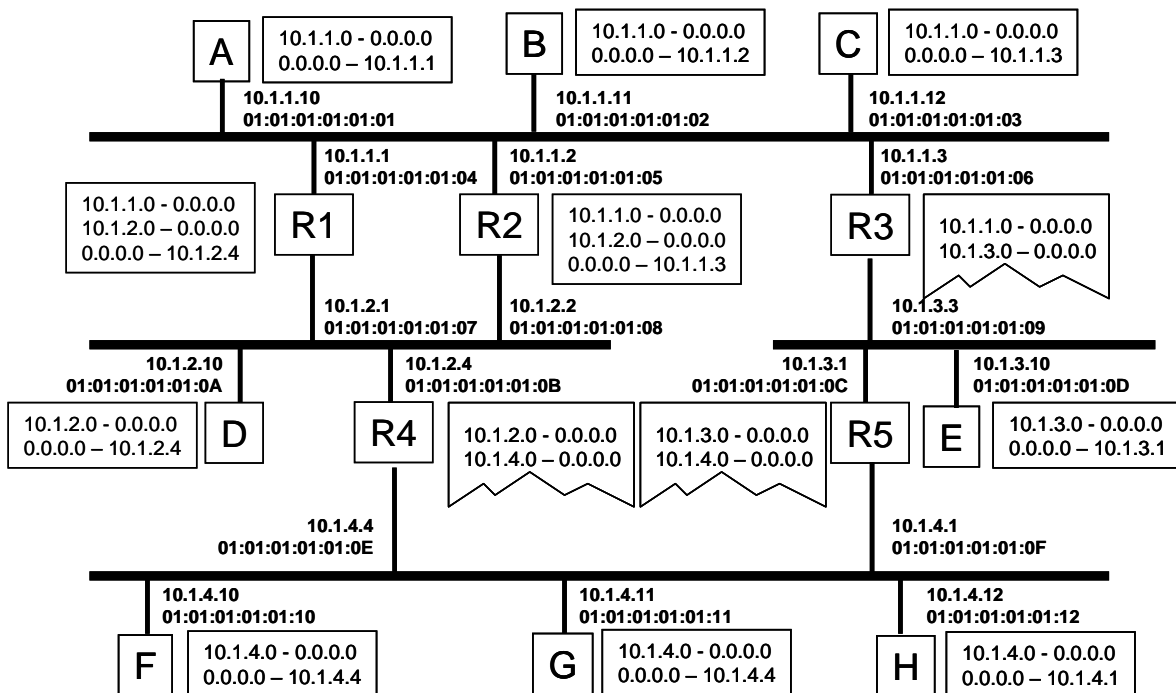 A
10.1.1.0 - 0.0.0.0
0.0.0.0 – 10.1.1.1
B
10.1.1.0 - 0.0.0.0
0.0.0.0 – 10.1.1.2
C
10.1.1.0 - 0.0.0.0
0.0.0.0 – 10.1.1.3
10.1.1.10
01:01:01:01:01:01
10.1.1.11
01:01:01:01:01:02
10.1.1.12
01:01:01:01:01:03
10.1.1.1
01:01:01:01:01:04
10.1.1.2
01:01:01:01:01:05
10.1.1.3
01:01:01:01:01:06
10.1.1.0 - 0.0.0.0
10.1.2.0 – 0.0.0.0
0.0.0.0 – 10.1.2.4
R1
R2
10.1.1.0 - 0.0.0.0
10.1.2.0 – 0.0.0.0
0.0.0.0 – 10.1.1.3
R3
10.1.1.0 - 0.0.0.0
10.1.3.0 – 0.0.0.0
10.1.2.1
01:01:01:01:01:07
10.1.2.2
01:01:01:01:01:08
10.1.3.3
01:01:01:01:01:09
10.1.2.10
01:01:01:01:01:0A
10.1.2.4
01:01:01:01:01:0B
10.1.3.1
01:01:01:01:01:0C
10.1.3.10
01:01:01:01:01:0D
10.1.2.0 - 0.0.0.0
0.0.0.0 – 10.1.2.4
D
R4
10.1.2.0 - 0.0.0.0
10.1.4.0 – 0.0.0.0
10.1.3.0 - 0.0.0.0
10.1.4.0 – 0.0.0.0
R5
E
10.1.3.0 - 0.0.0.0
0.0.0.0 – 10.1.3.1
10.1.4.4
01:01:01:01:01:0E
10.1.4.1
01:01:01:01:01:0F
10.1.4.10
01:01:01:01:01:10
10.1.4.11
01:01:01:01:01:11
10.1.4.12
01:01:01:01:01:12
F
10.1.4.0 - 0.0.0.0
0.0.0.0 – 10.1.4.4
G
10.1.4.0 - 0.0.0.0
0.0.0.0 – 10.1.4.4
H
10.1.4.0 - 0.0.0.0
0.0.0.0 – 10.1.4.1